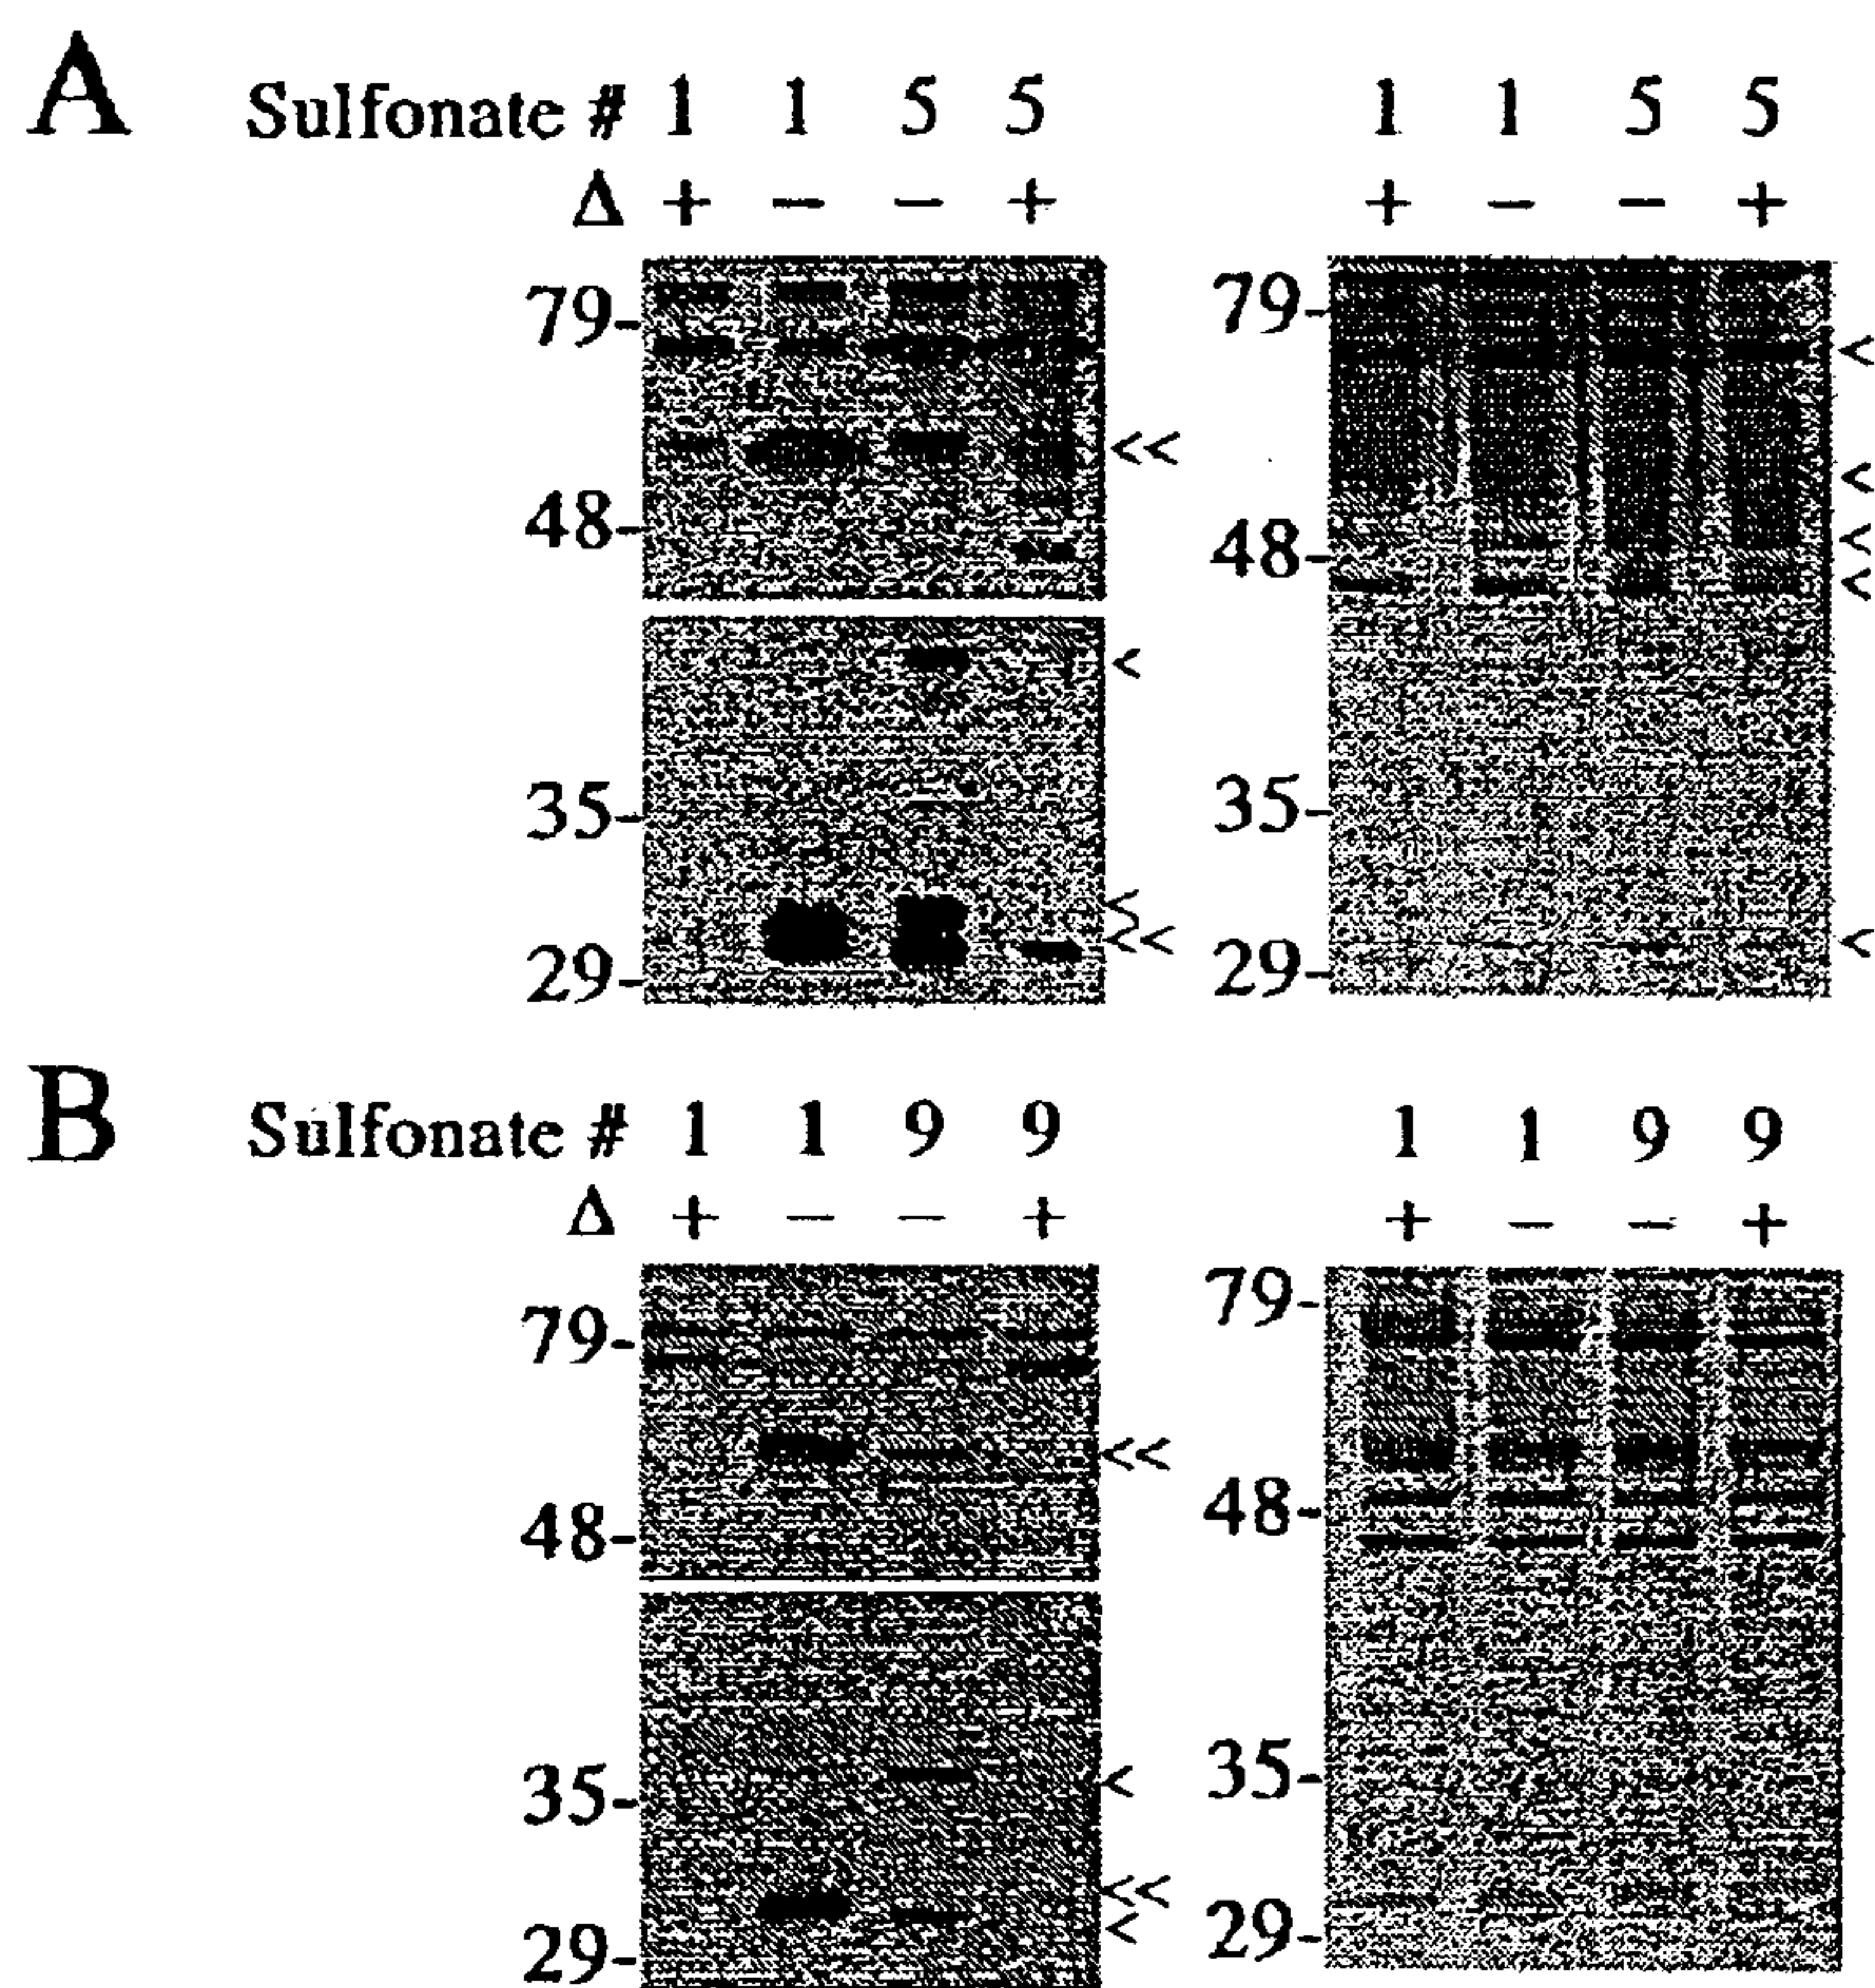 A
Sulfonate # 1 1 5 5 1 1 5 5
Δ + − − + + − − +
79- 79- <
<<
<
48- 48- <
<
<
35- 35-
<
<<
29- 29- <
B
Sulfonate # 1 1 9 9 1 1 9 9
Δ + − − + + − − +
79- 79-
<<
48- 48-
35- < 35-
<<
<
29- 29-